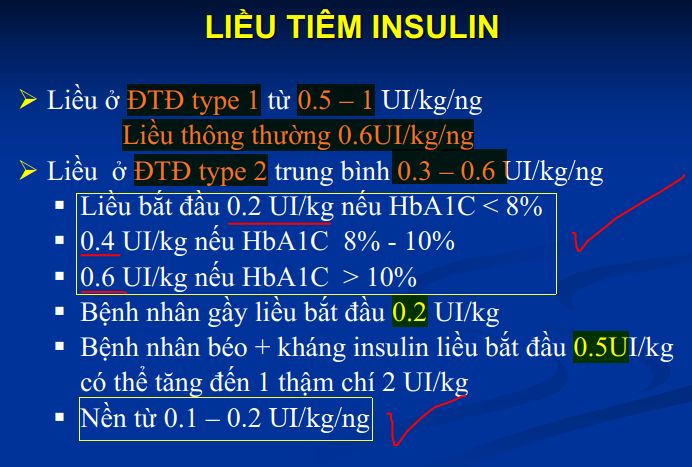 LIỀU TIÊM INSULIN
➢ Liều ở ĐTĐ type 1 từ 0.5 – 1 UI/kg/ng
Liều thông thường 0.6UI/kg/ng
➢ Liều ở ĐTĐ type 2 trung bình 0.3 – 0.6 UI/kg/ng
▪ Liều bắt đầu 0.2 UI/kg nếu HbA1C < 8%
▪ 0.4 UI/kg nếu HbA1C 8% - 10%
▪ 0.6 UI/kg nếu HbA1C > 10%
▪ Bệnh nhân gầy liều bắt đầu 0.2 UI/kg
▪ Bệnh nhân béo + kháng insulin liều bắt đầu 0.5UI/kg
có thể tăng đến 1 thậm chí 2 UI/kg
▪ Nền từ 0.1 – 0.2 UI/kg/ng